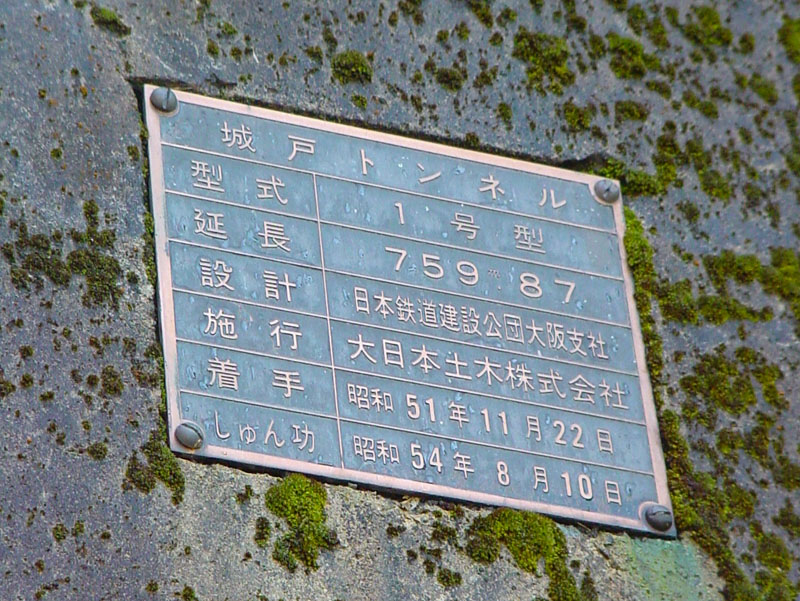 城戸トンネル
型式 1号型
延長 759m87
設計 日本鉄道建設公団大阪支社
施行 大日本土木株式会社
着手 昭和51年11月22日
しゅん功 昭和54年8月10日